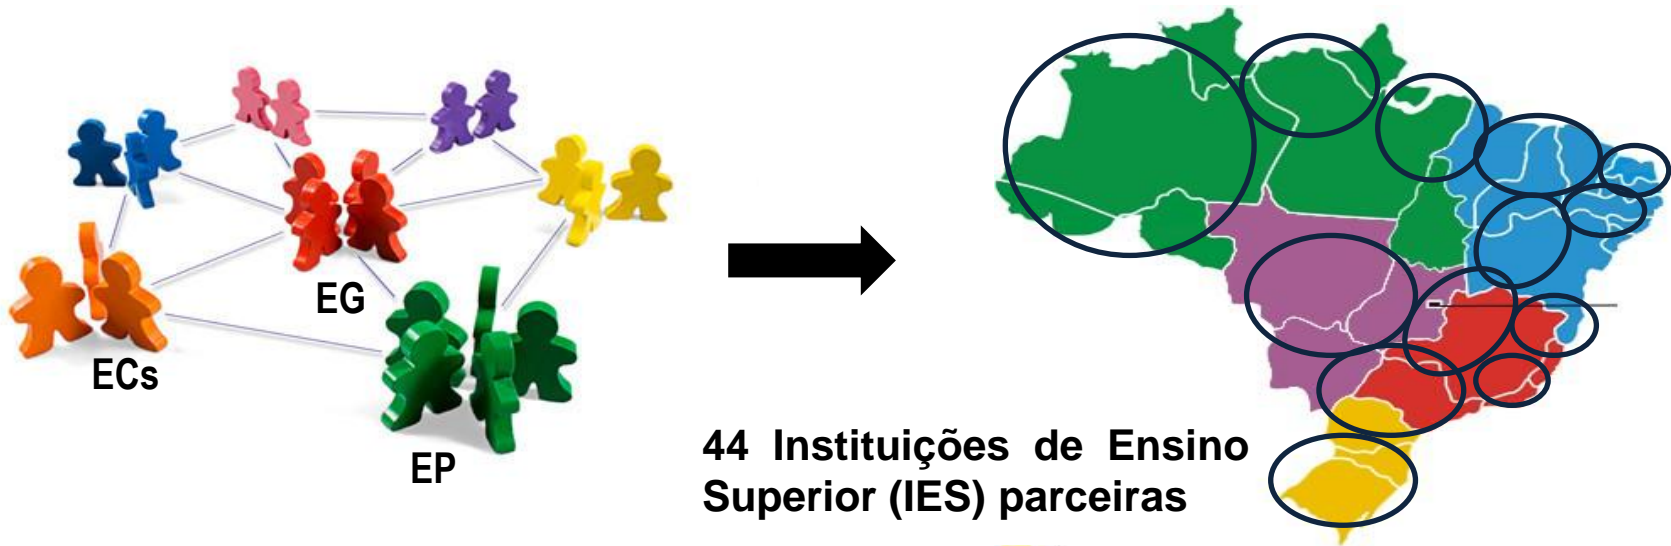 EG
ECs
EP
44 Instituições de Ensino
Superior (IES) parceiras